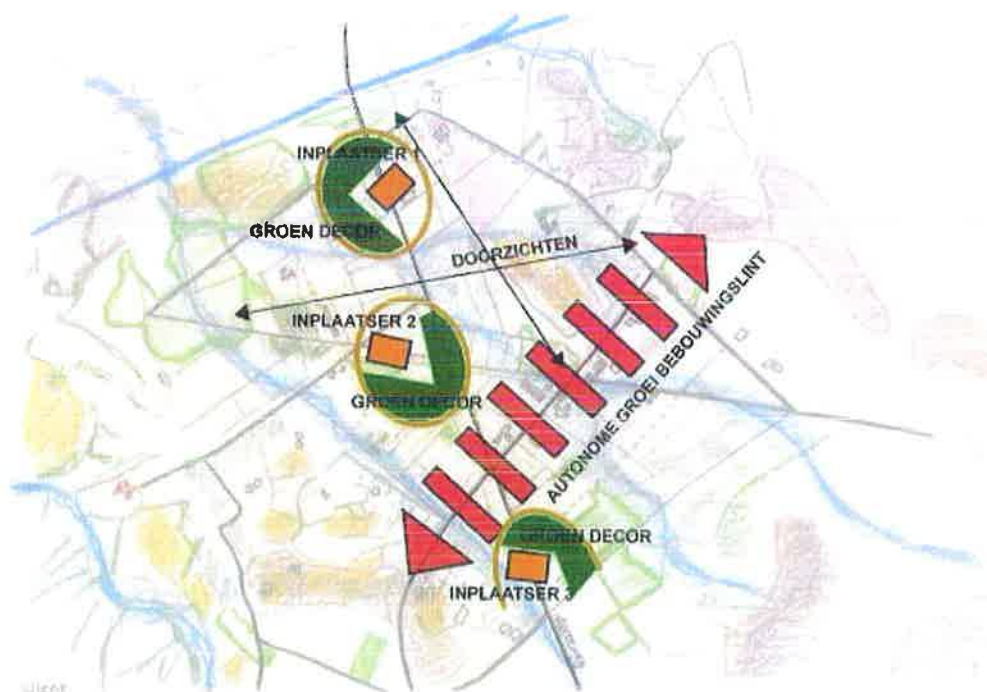 INPLAATSER 1
GROEN DECOR
DOORZICHTEN
INPLAATSER 2
GROEN DECOR
AUTONOME GROEI BEBOUWINGSLINT
GROEN DECOR
INPLAATSER 3